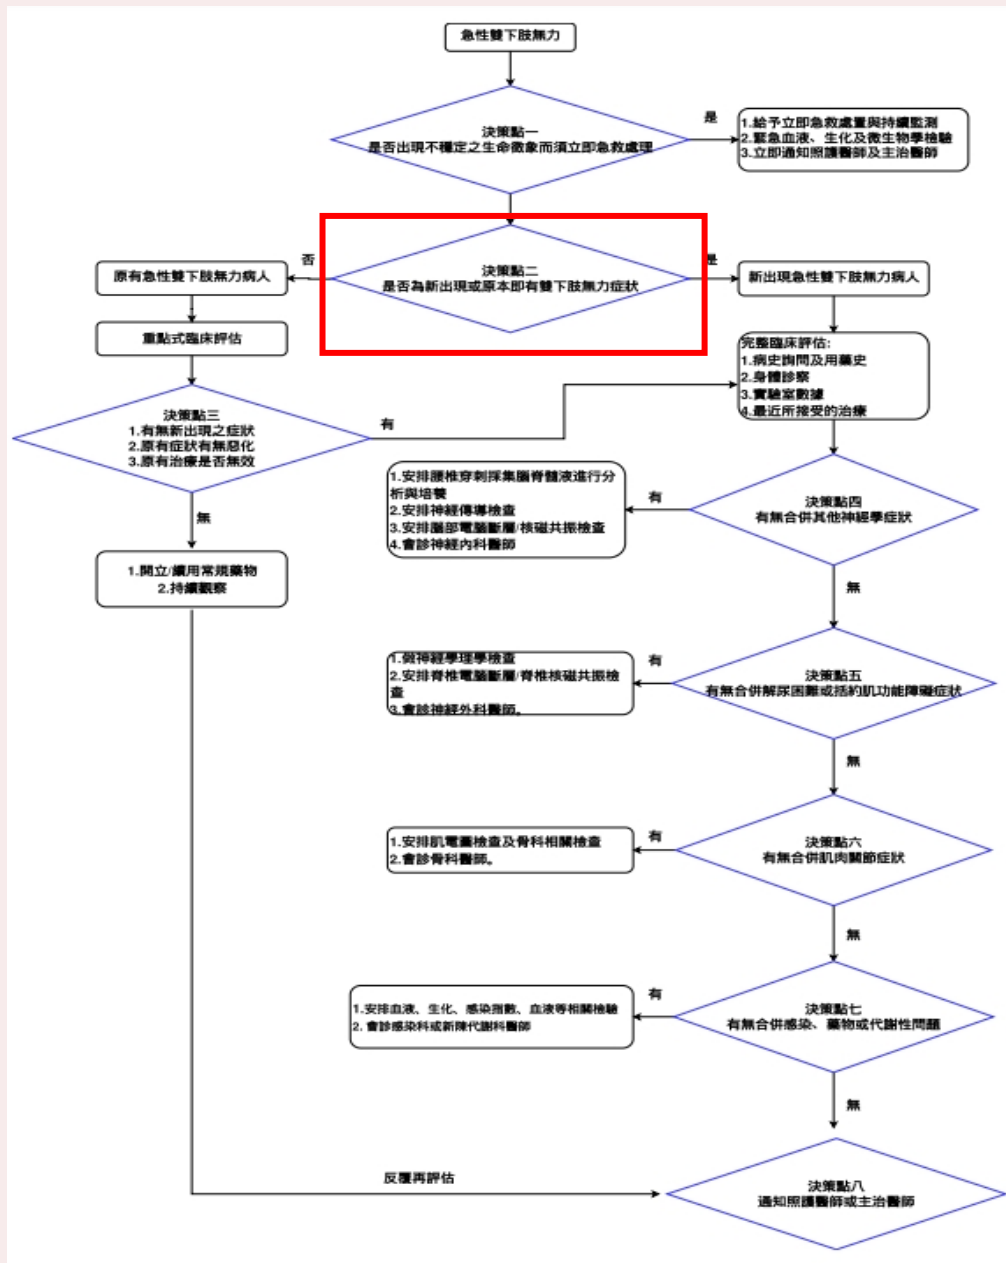 急性雙下肢無力
決策點一
是否出現不穩定之生命徵象而須立即急救處理
是
1.給予立即急救處置與持續監測
2.緊急血液、生化及微生物學檢驗
3.立即通知照護醫師及主治醫師
決策點二
是否為新出現或原本即有雙下肢無力症狀
否
是
原有急性雙下肢無力病人
新出現急性雙下肢無力病人
重點式臨床評估
完整臨床評估:
1.病史詢問及用藥史
2.身體診察
3.實驗室數據
4.最近所接受的治療
決策點三
1.有無新出現之症狀
2.原有症狀有無惡化
3.原有治療是否無效
有
無
1.開立/續用常規藥物
2.持續觀察
決策點四
有無合併其他神經學症狀
有
1.安排腰椎穿刺採集腦脊髓液進行分
析與培養
2.安排神經傳導檢查
3.安排腦部電腦斷層/核磁共振檢查
4.會診神經內科醫師
無
決策點五
有無合併解尿困難或括約肌功能障礙症狀
有
1.做神經學理學檢查
2.安排脊椎電腦斷層/脊椎核磁共振檢
查
3.會診神經外科醫師。
無
決策點六
有無合併肌肉關節症狀
有
1.安排肌電圖檢查及骨科相關檢查
2.會診骨科醫師。
無
決策點七
有無合併感染、藥物或代謝性問題
有
1.安排血液、生化、感染指數、血液等相關檢驗
2. 會診感染科或新陳代謝科醫師
無
反覆再評估
決策點八
通知照護醫師或主治醫師